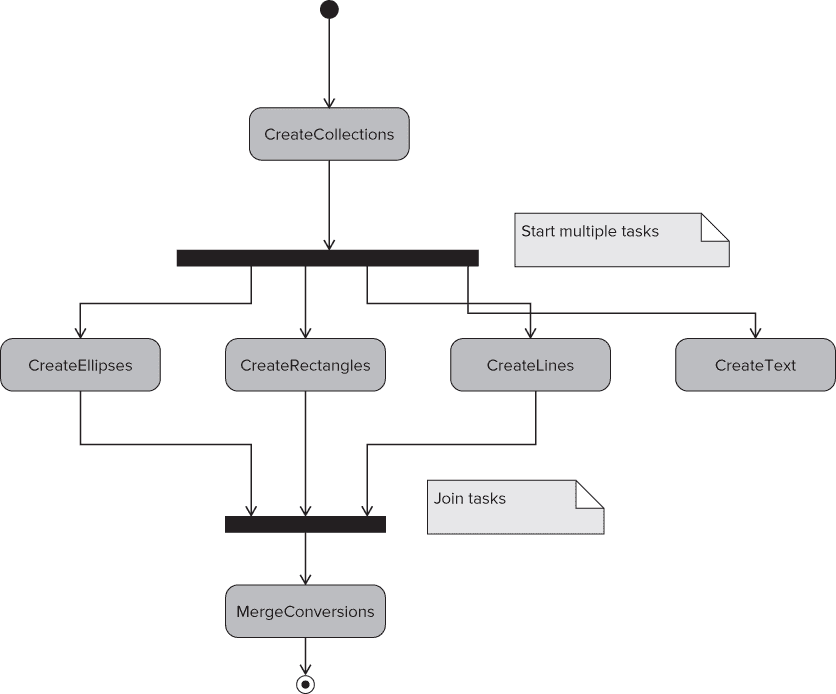 CreateCollections
Start multiple tasks
CreateEllipses
CreateRectangles
CreateLines
CreateText
Join tasks
MergeConversions